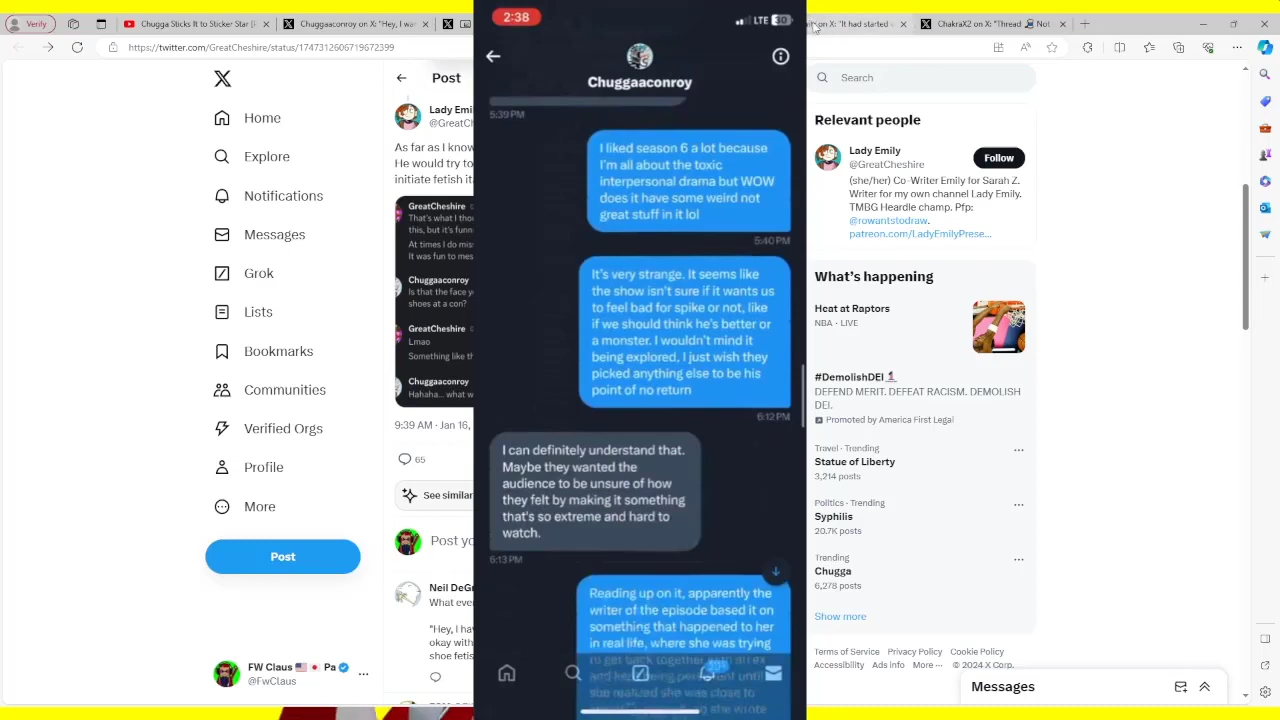 Verify
Chugga Sticks It to Sticker Star [
Chuggaaconroy on X: "Hey, I wan
on X: "It had started
ChakraX2 on X: "Thread
Not
https://twitter.com/GreatCheshire/status/1747312606719672399
Home
Explore
Notifications
Messages
Grok
Lists
Bookmarks
Communities
Verified Orgs
Profile
More
Post
FW Claus
Pa
@FwClaus
Post
Lady Emi
@GreatCh
As far as I know
He would try to
initiate fetish it
GreatCheshire
That's what I tho
this, but it's funn
At times I do mis
It was fun to mes
Chuggaaconroy
Is that the face y
shoes at a con?
GreatCheshire
Lmao
Something like th
Chuggaaconroy
Hahaha... what w
9:39 AM · Jan 16,
65
See similar
Post yo
Neil DeGr
What eve
"Hey, I hav
okay with
shoe fetis
2:38
LTE
30
Chuggaaconroy
5:39 PM
I liked season 6 a lot because
I'm all about the toxic
interpersonal drama but WOW
does it have some weird not
great stuff in it lol
5:40 PM
It's very strange. It seems like
the show isn't sure if it wants us
to feel bad for spike or not, like
if we should think he's better or
a monster. I wouldn't mind it
being explored, I just wish they
picked anything else to be his
point of no return
6:12 PM
I can definitely understand that.
Maybe they wanted the
audience to be unsure of how
they felt by making it something
that's so extreme and hard to
watch.
6:13 PM
Reading up on it, apparently the
writer of the episode based it on
something that happened to her
in real life, where she was trying
to get back together with an ex
and kept being persistent until
she realized she was close to
she wrote
Search
Relevant people
Lady Emily
@GreatCheshire
Follow
(she/her) Co-Writer Emily for Sarah Z.
Writer for my own channel Lady Emily.
TMBG Heardle champ. Pfp:
@rowantstodraw.
patreon.com/LadyEmilyPrese...
What's happening
Heat at Raptors
NBA · LIVE
#DemolishDEI
DEFEND MERIT. DEFEAT RACISM. DEMOLISH
DEI.
Promoted by America First Legal
Travel · Trending
Statue of Liberty
3,214 posts
Politics · Trending
Syphilis
20.7K posts
Trending
Chugga
6,278 posts
Show more
Terms of Service Privacy Policy Cookie Policy
Accessibility Ads info More ··· © 2024 X Corp.
Messages